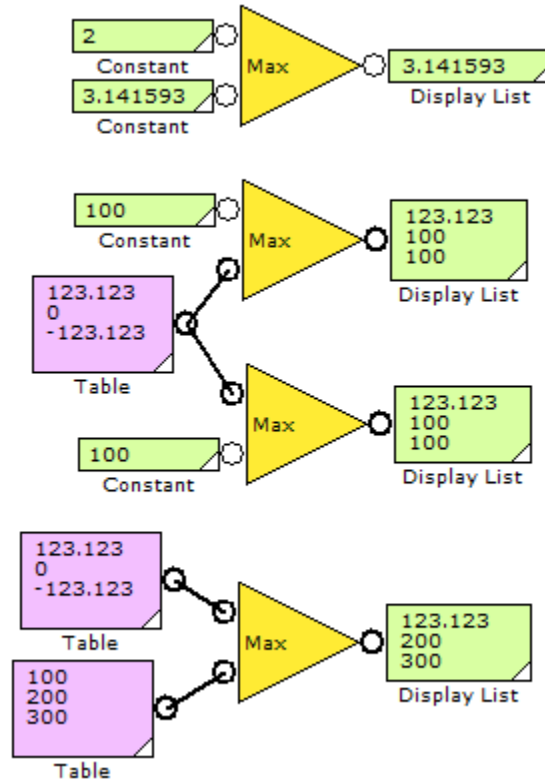 2
Constant
3.141593
Constant
Max
3.141593
Display List
100
Constant
123.123
0
-123.123
Table
Max
123.123
100
100
Display List
100
Constant
Max
123.123
100
100
Display List
123.123
0
-123.123
Table
100
200
300
Table
Max
123.123
200
300
Display List